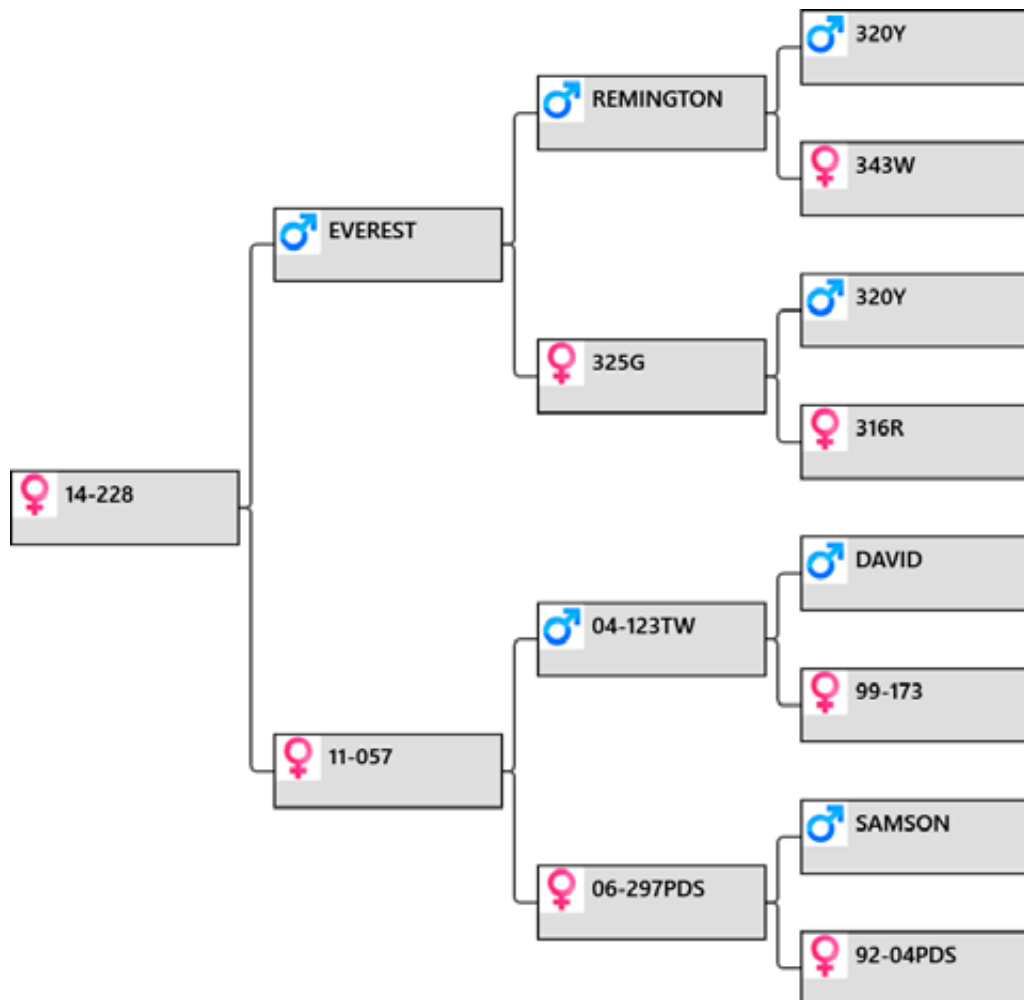 320Y
REMINGTON
343W
EVEREST
320Y
325G
316R
14-228
DAVID
04-123TW
99-173
11-057
SAMSON
06-297PDS
92-04PDS